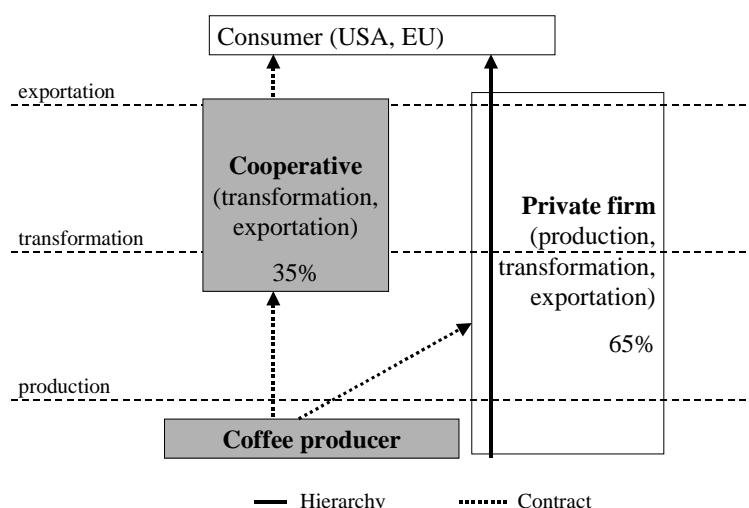 Consumer (USA, EU)
exportation
Cooperative
(transformation,
exportation)
35%
Private firm
(production,
transformation,
exportation)
65%
transformation
production
Coffee producer
Hierarchy
Contract